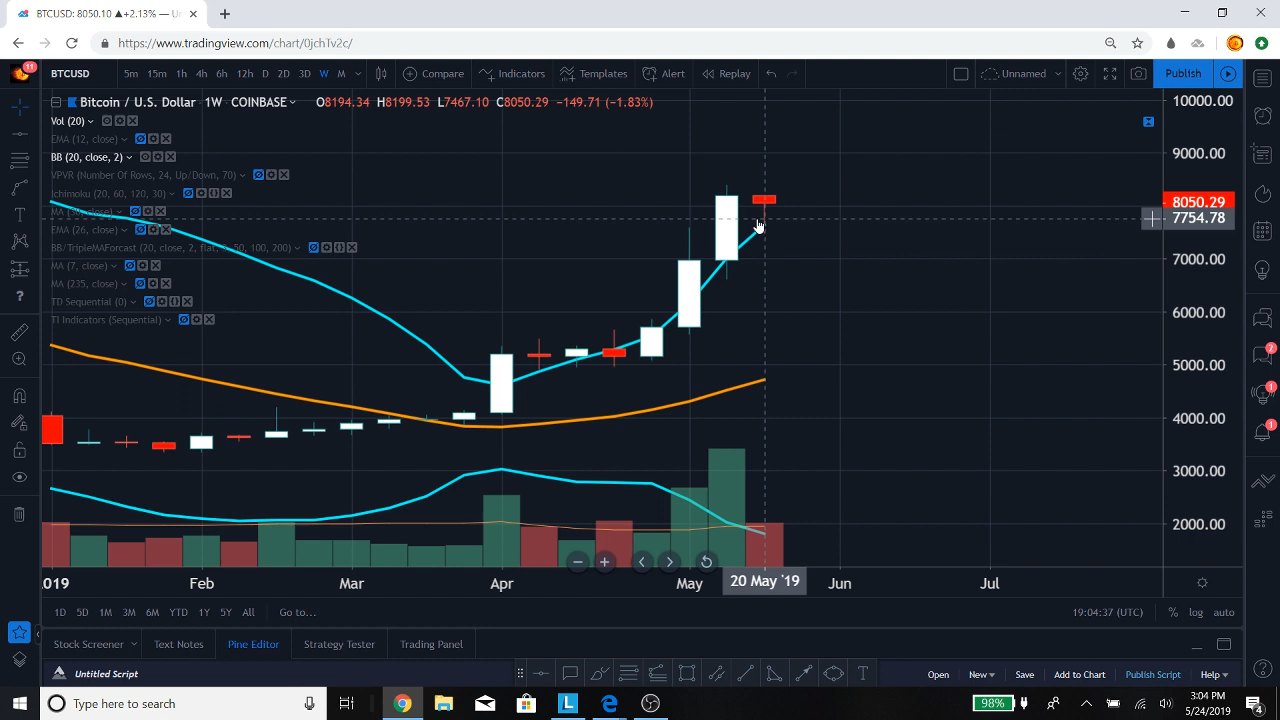 BTCUSD: 8050.10 ▲+2.13% —
https://www.tradingview.com/chart/0jchTv2c/
11
BTCUSD 5m 15m 1h 4h 6h 12h D 2D 3D W M Compare Indicators Templates Alert Replay Unnamed Publish
Bitcoin / U.S. Dollar 1W COINBASE O8194.34 H8199.53 L7467.10 C8050.29 -149.71 (-1.83%)
Vol (20)
EMA (12, close)
BB (20, close, 2)
VPVR (Number Of Rows, 24, Up/Down, 70)
Ichimoku (20, 60, 120, 30)
MA (50, close)
EMA (26, close)
MA (7, close)
MA (235, close)
TD Sequential (0)
TI Indicators (Sequential)
10000.00
9000.00
8050.29
7754.78
7000.00
6000.00
5000.00
4000.00
3000.00
2000.00
2
1
1
2019 Feb Mar Apr May 20 May '19 Jun Jul
1D 5D 1M 3M 6M YTD 1Y 5Y All Go to... 19:04:37 (UTC) % log auto
Stock Screener Text Notes Pine Editor Strategy Tester Trading Panel
Untitled Script Open New Save Add to Chart Publish Script Help
Type here to search
98%
3:04 PM
5/24/2019